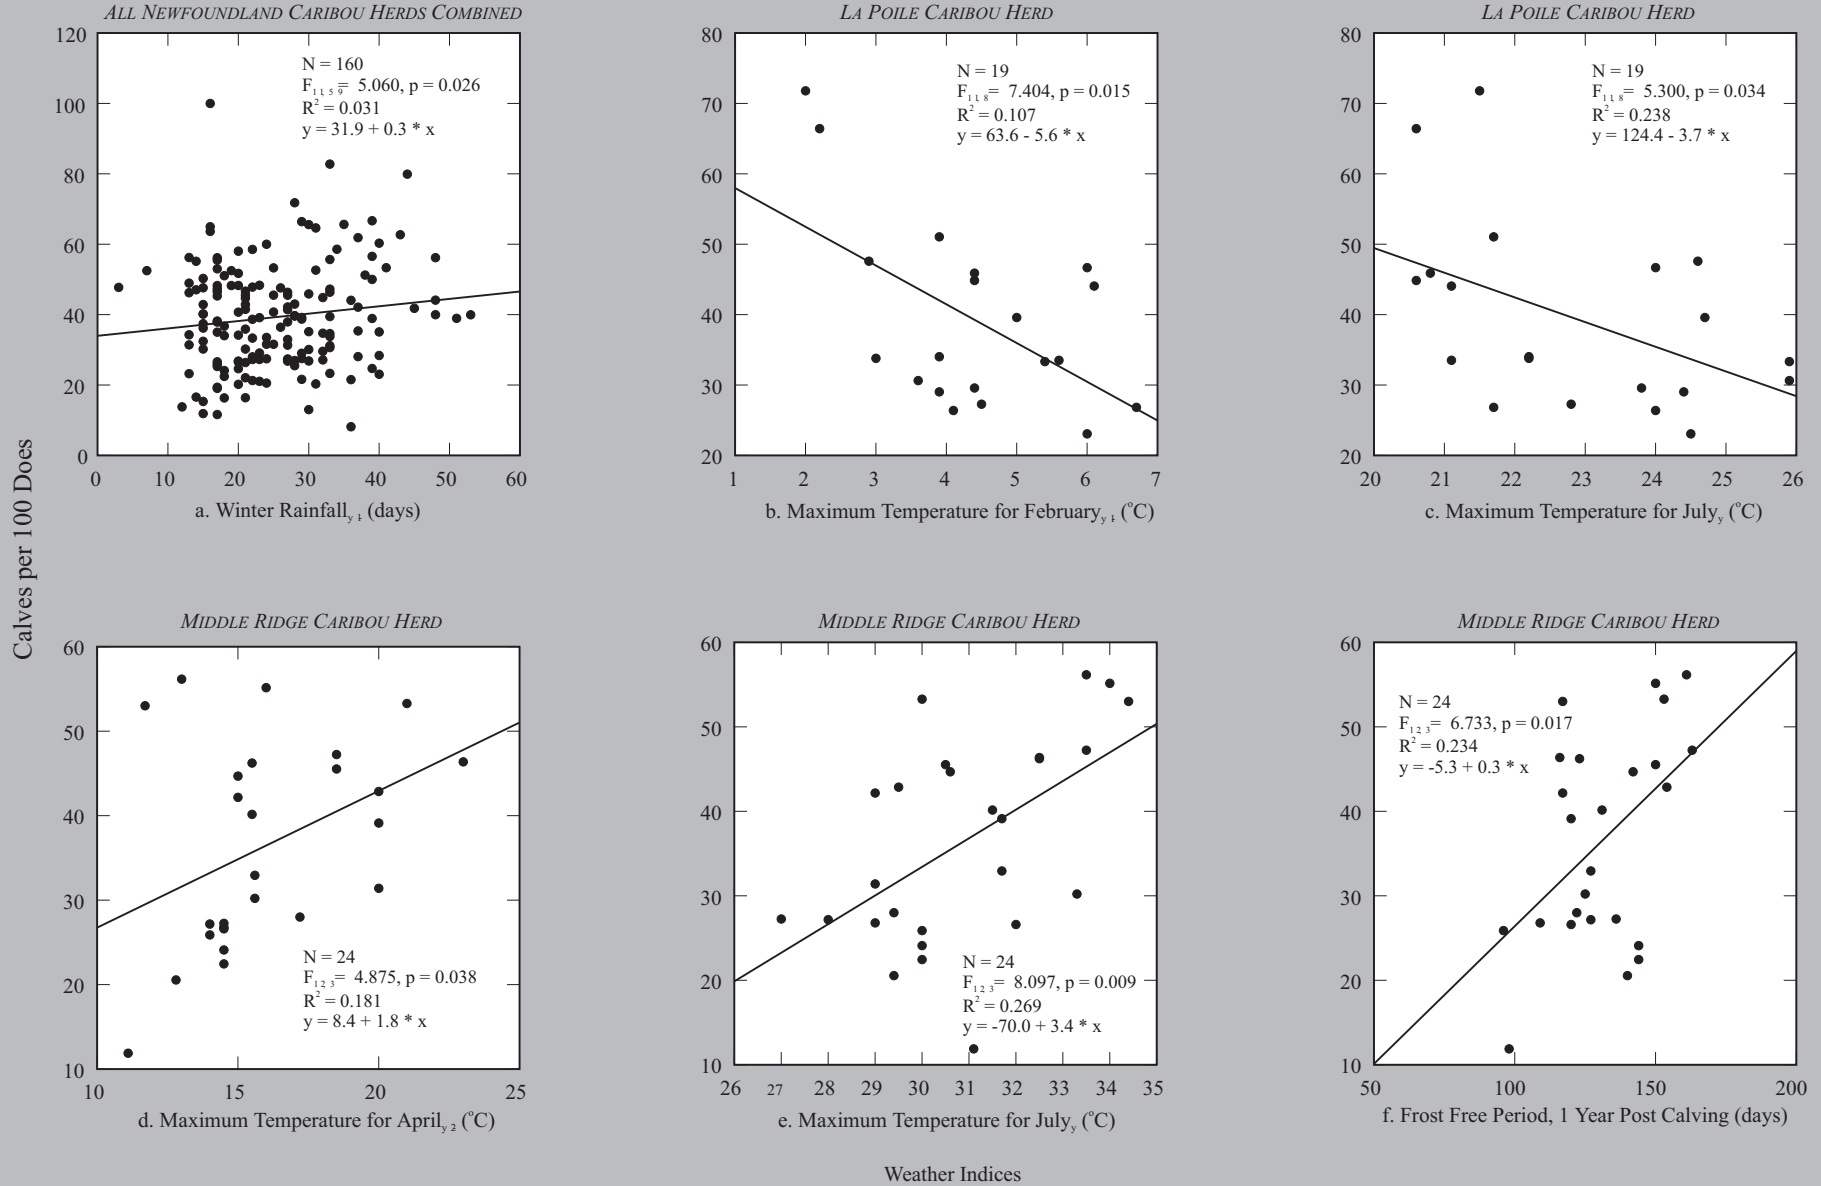 ALL NEWFOUNDLAND CARIBOU HERDS COMBINED
120
100
80
60
40
20
0
N = 160
F1,159= 5.060, p = 0.026
R² = 0.031
y = 31.9 + 0.3 * x
0 10 20 30 40 50 60
a. Winter Rainfall y-1 (days)
LA POILE CARIBOU HERD
80
70
60
50
40
30
20
N = 19
F1,18= 7.404, p = 0.015
R² = 0.107
y = 63.6 - 5.6 * x
1 2 3 4 5 6 7
b. Maximum Temperature for February y-1 (°C)
LA POILE CARIBOU HERD
80
70
60
50
40
30
20
N = 19
F1,18= 5.300, p = 0.034
R² = 0.238
y = 124.4 - 3.7 * x
20 21 22 23 24 25 26
c. Maximum Temperature for July y (°C)
Calves per 100 Does
MIDDLE RIDGE CARIBOU HERD
60
50
40
30
20
10
N = 24
F1 2 3= 4.875, p = 0.038
R² = 0.181
y = 8.4 + 1.8 * x
10 15 20 25
d. Maximum Temperature for April y-2 (°C)
MIDDLE RIDGE CARIBOU HERD
60
50
40
30
20
10
N = 24
F1 2 3= 8.097, p = 0.009
R² = 0.269
y = -70.0 + 3.4 * x
26 27 28 29 30 31 32 33 34 35
e. Maximum Temperature for July y (°C)
MIDDLE RIDGE CARIBOU HERD
60
50
40
30
20
10
N = 24
F1 2 3= 6.733, p = 0.017
R² = 0.234
y = -5.3 + 0.3 * x
50 100 150 200
f. Frost Free Period, 1 Year Post Calving (days)
Weather Indices